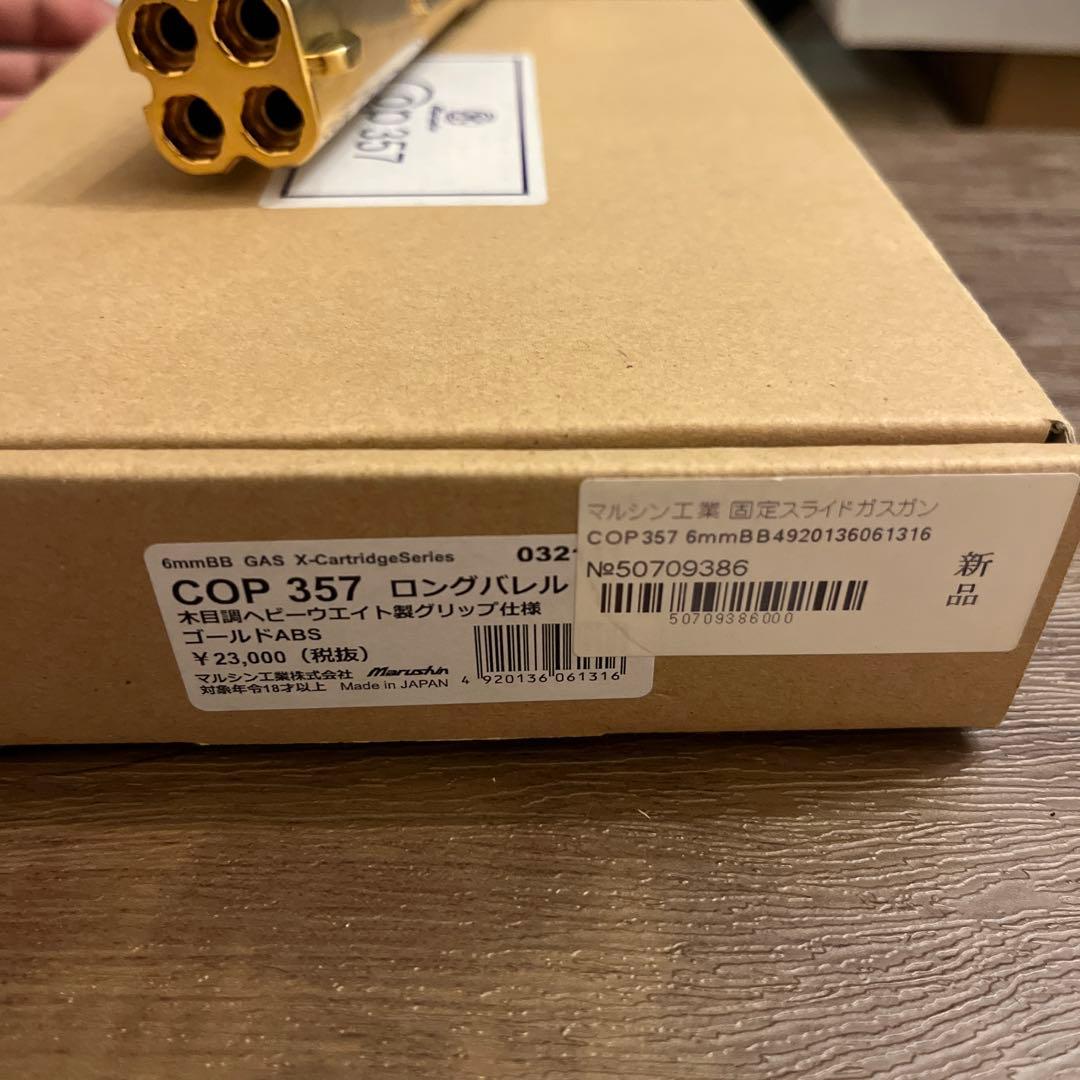 COP 357
Marushin
6mmBB GAS X-CartridgeSeries 0321
COP 357 ロングバレル
木目調ヘビーウエイト製グリップ仕様
ゴールドABS
¥23,000（税抜）
マルシン工業株式会社 Marushin
対象年令18才以上 Made in JAPAN 4 920136 061316
マルシン工業 固定スライドガスガン
COP357 6mmBB4920136061316
№50709386
50709386000
新品